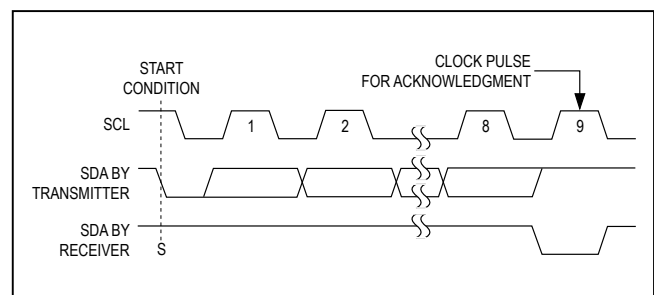 START
CONDITION
CLOCK PULSE
FOR ACKNOWLEDGMENT
SCL
1
2
8
9
SDA BY
TRANSMITTER
SDA BY
RECEIVER
S